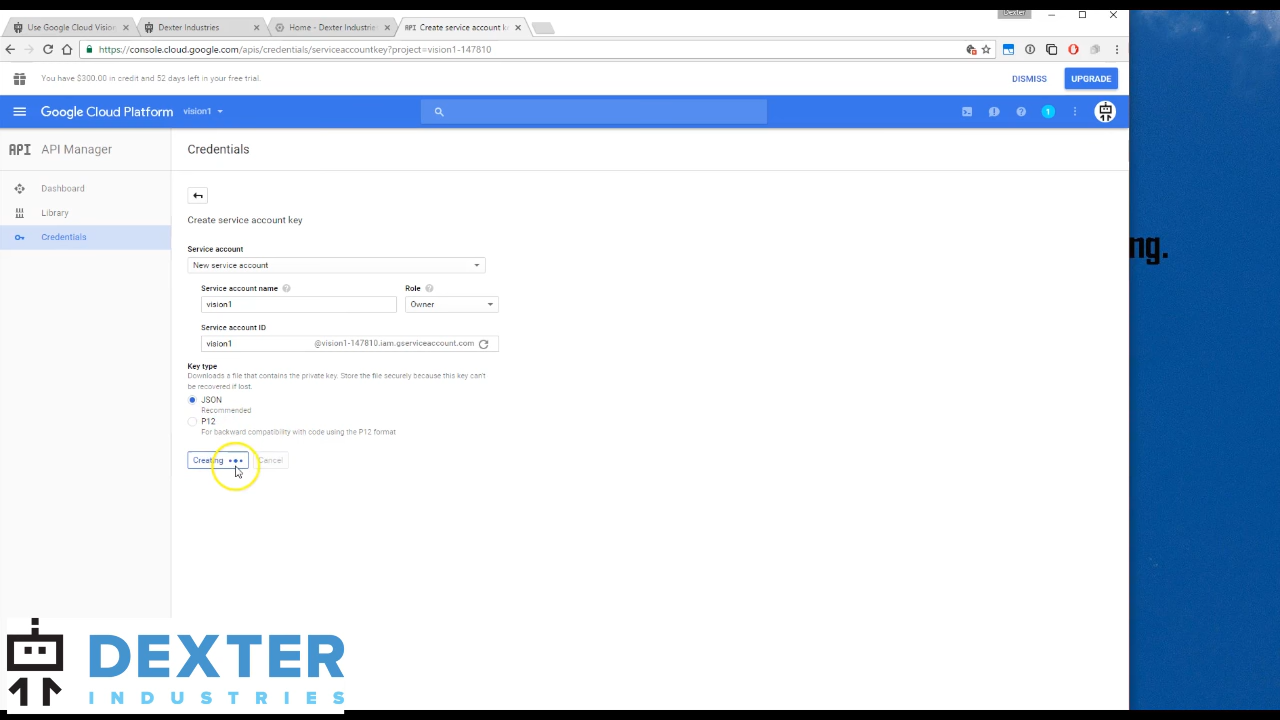 Dexter
Use Google Cloud Vision
Dexter Industries
Home - Dexter Industries
API Create service account k
https://console.cloud.google.com/apis/credentials/serviceaccountkey?project=vision1-147810
You have $300.00 in credit and 52 days left in your free trial.
DISMISS
UPGRADE
Google Cloud Platform
vision1
1
API API Manager
Credentials
Dashboard
Library
Credentials
ng.
Create service account key
Service account
New service account
Service account name
Role
vision1
Owner
Service account ID
vision1
@vision1-147810.iam.gserviceaccount.com
Key type
Downloads a file that contains the private key. Store the file securely because this key can't
be recovered if lost.
JSON
Recommended
P12
For backward compatibility with code using the P12 format
Creating
Cancel
DEXTER
INDUSTRIES